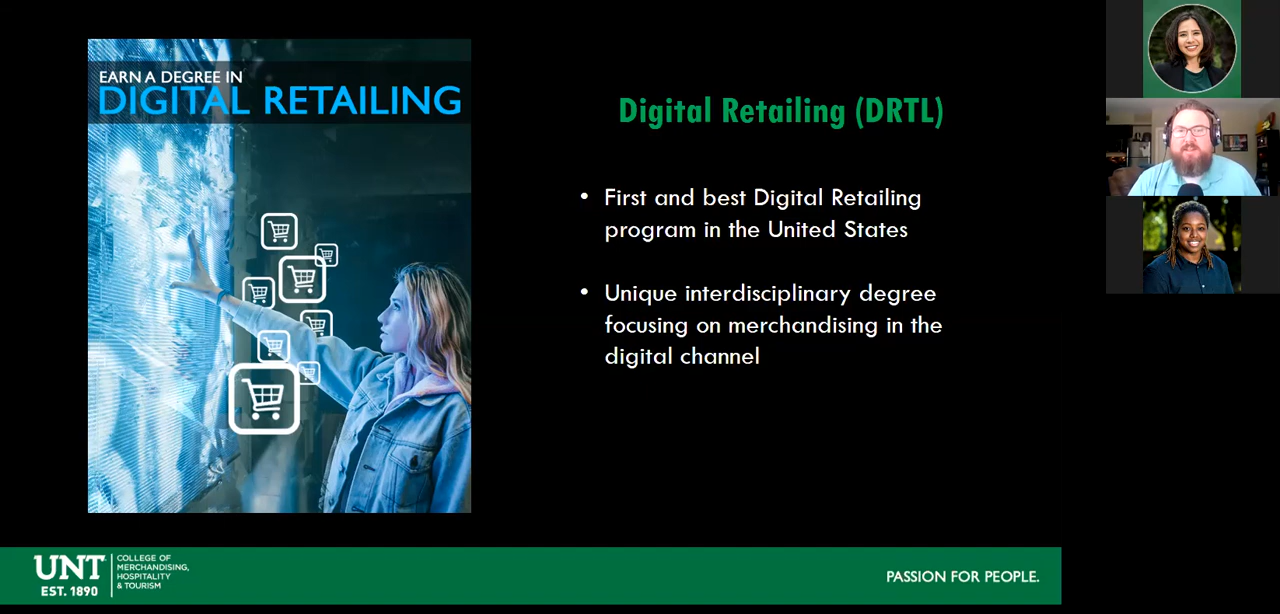 EARN A DEGREE IN
DIGITAL RETAILING
Digital Retailing (DRTL)
• First and best Digital Retailing
program in the United States
• Unique interdisciplinary degree
focusing on merchandising in the
digital channel
UNT
EST. 1890
COLLEGE OF
MERCHANDISING,
HOSPITALITY
& TOURISM
PASSION FOR PEOPLE.